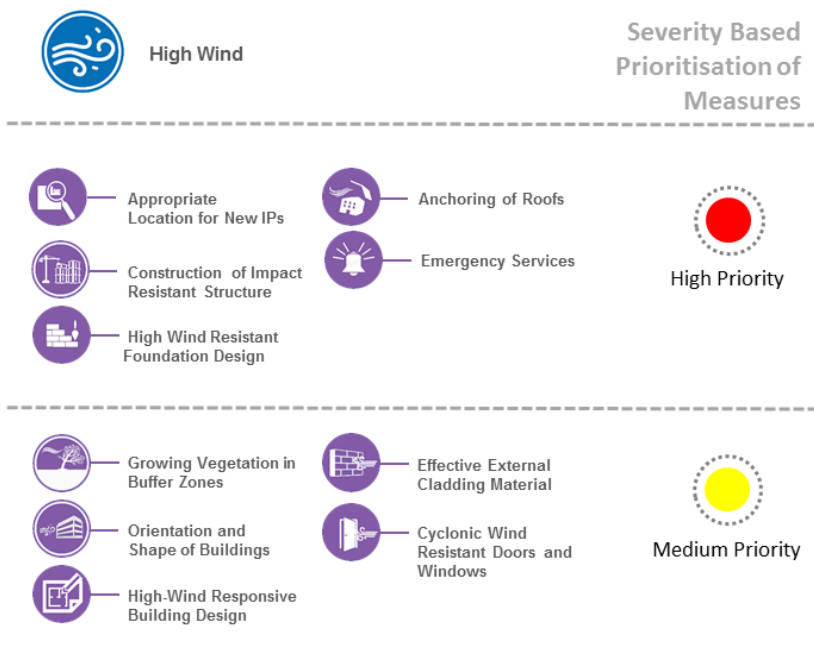 High Wind
Severity Based
Prioritisation of
Measures
Appropriate
Location for New IPs
Construction of Impact
Resistant Structure
High Wind Resistant
Foundation Design
Anchoring of Roofs
Emergency Services
High Priority
Growing Vegetation in
Buffer Zones
Orientation and
Shape of Buildings
High-Wind Responsive
Building Design
Effective External
Cladding Material
Cyclonic Wind
Resistant Doors and
Windows
Medium Priority